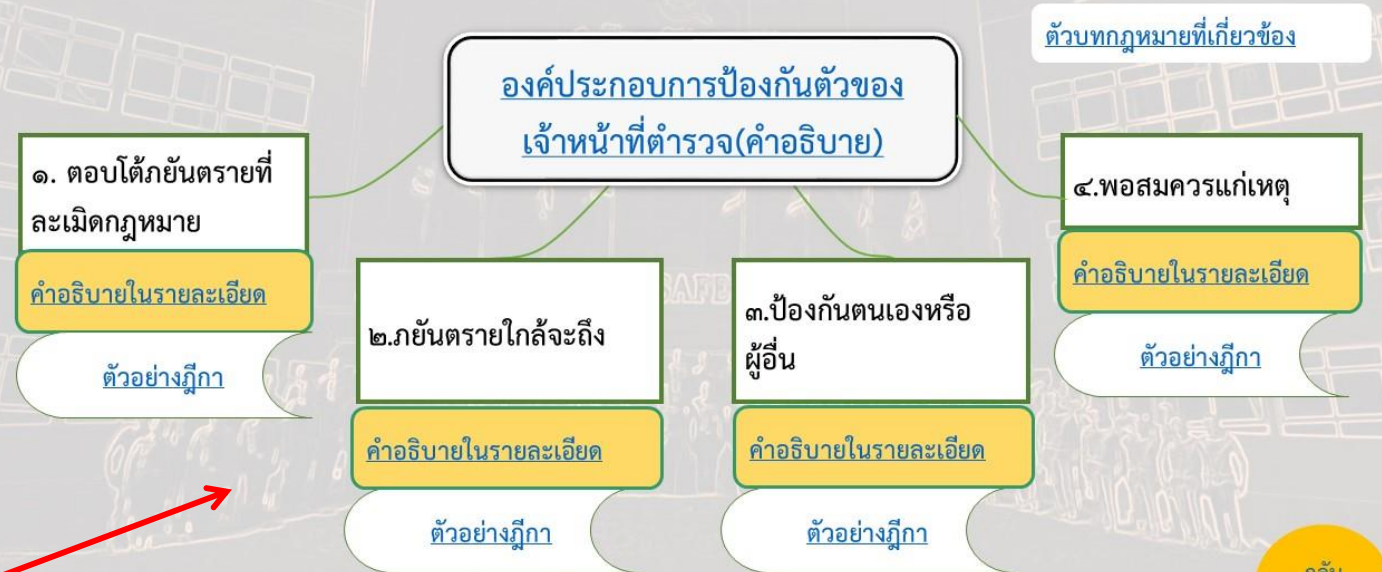 ตัวบทกฎหมายที่เกี่ยวข้อง
องค์ประกอบการป้องกันตัวของ
เจ้าหน้าที่ตำรวจ(คำอธิบาย)
๑. ตอบโต้ภยันตรายที่
ละเมิดกฎหมาย
คำอธิบายในรายละเอียด
ตัวอย่างฎีกา
๒.ภยันตรายใกล้จะถึง
คำอธิบายในรายละเอียด
ตัวอย่างฎีกา
๓.ป้องกันตนเองหรือ
ผู้อื่น
คำอธิบายในรายละเอียด
ตัวอย่างฎีกา
๔.พอสมควรแก่เหตุ
คำอธิบายในรายละเอียด
ตัวอย่างฎีกา
SAFE